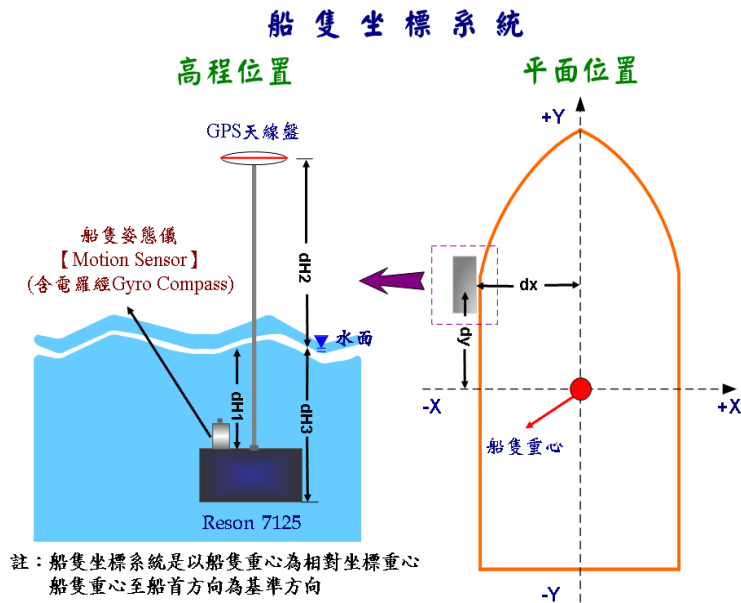 船隻坐標系統
高程位置
平面位置
GPS天線盤
船隻姿態儀
【Motion Sensor】
(含電羅經Gyro Compass)
dH2
水面
dH1
dH3
Reson 7125
+Y
dx
dy
-X
+X
船隻重心
-Y
註：船隻坐標系統是以船隻重心為相對坐標重心
船隻重心至船首方向為基準方向